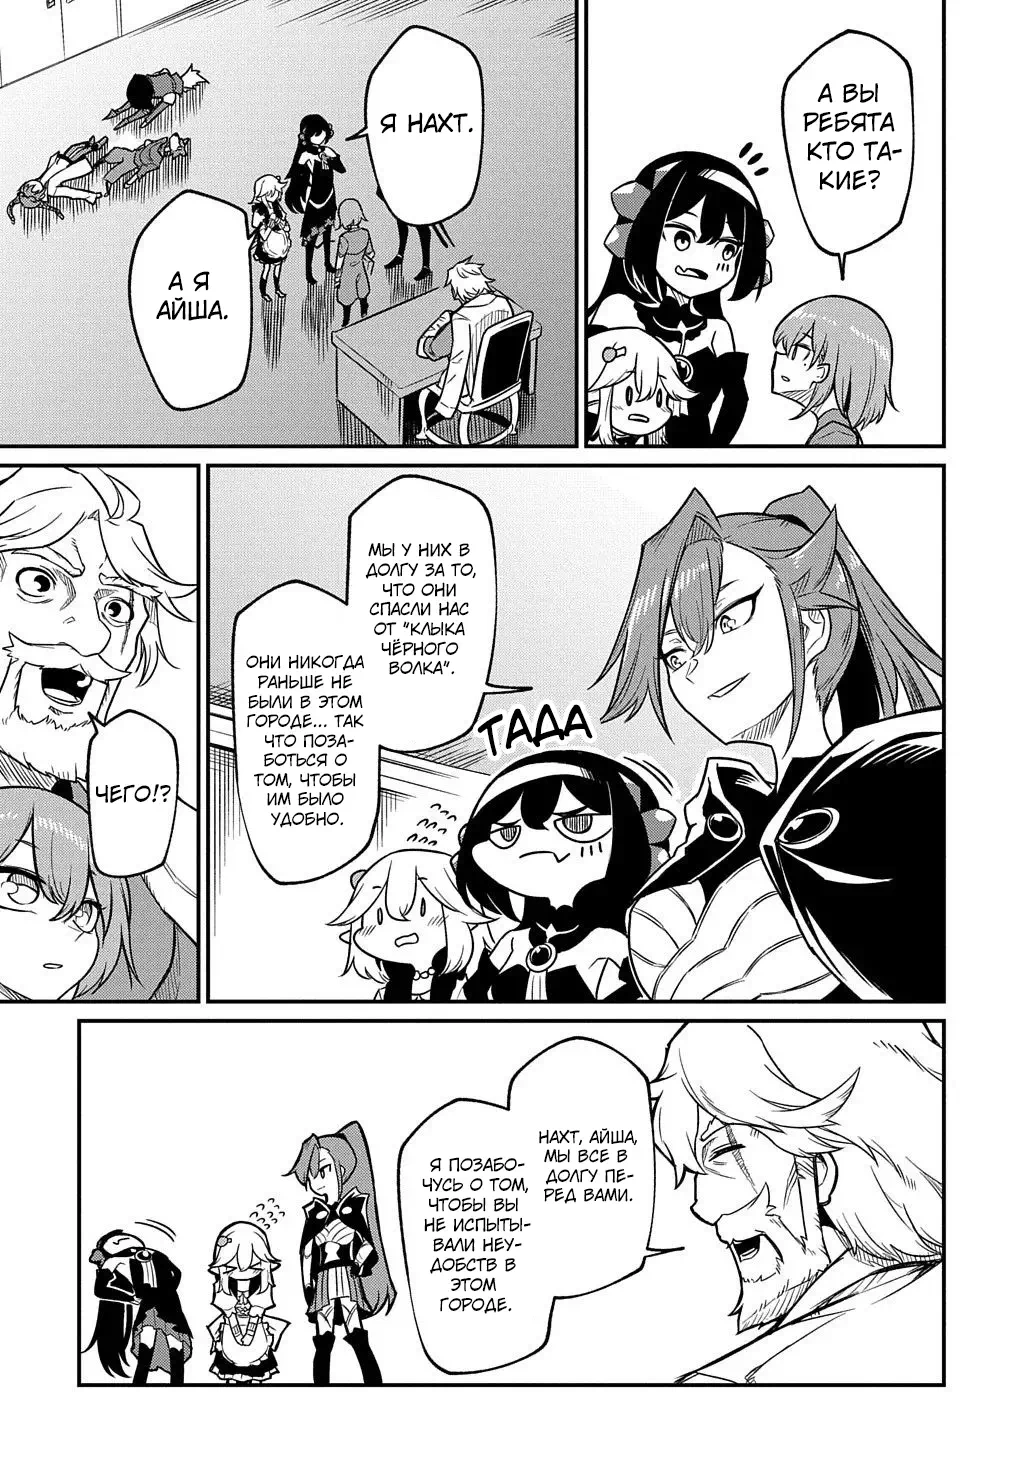 А ВЫ
РЕБЯТА
КТО ТА-
КИЕ?
Я НАХТ.
А Я
АЙША.
МЫ У НИХ В
ДОЛГУ ЗА ТО,
ЧТО ОНИ
СПАСЛИ НАС
ОТ "КЛЫКА
ЧЁРНОГО
ВОЛКА".
ОНИ НИКОГДА
РАНЬШЕ НЕ
БЫЛИ В ЭТОМ
ГОРОДЕ... ТАК
ЧТО ПОЗА-
БОТЬСЯ О
ТОМ, ЧТОБЫ
ИМ БЫЛО
УДОБНО.
ТАДА
ЧЕГО!?
НАХТ, АЙША,
МЫ ВСЕ В
ДОЛГУ ПЕ-
РЕД ВАМИ.
Я ПОЗАБО-
ЧУСЬ О ТОМ,
ЧТОБЫ ВЫ
НЕ ИСПЫТЫ-
ВАЛИ НЕУ-
ДОБСТВ В
ЭТОМ
ГОРОДЕ.